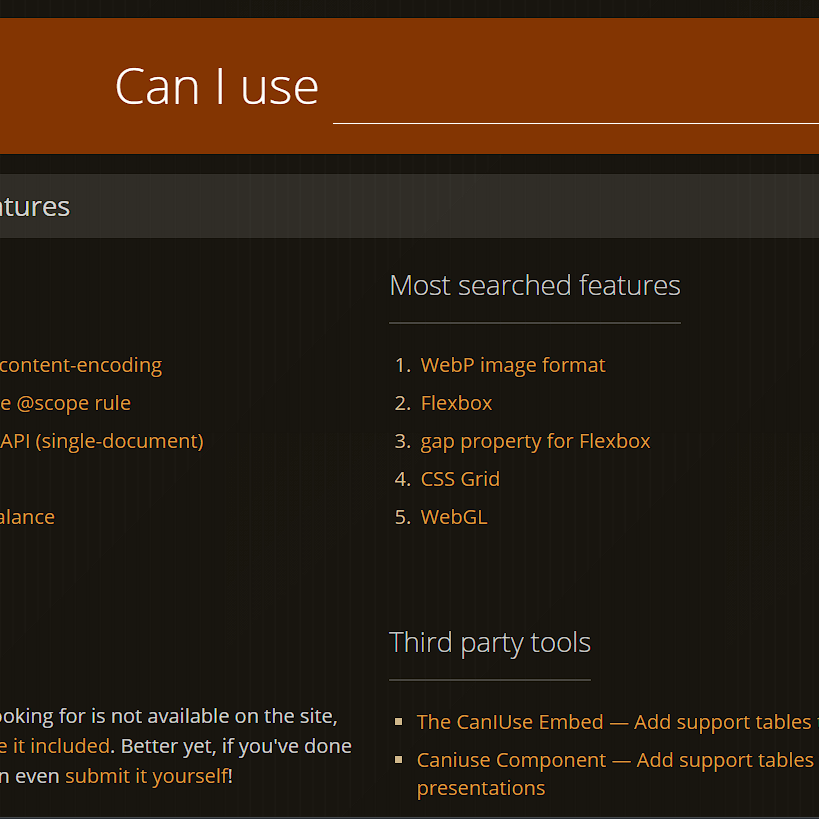 Can I use
atures
content-encoding
e @scope rule
API (single-document)
alance
Most searched features
1. WebP image format
2. Flexbox
3. gap property for Flexbox
4. CSS Grid
5. WebGL
ooking for is not available on the site,
e it included. Better yet, if you've done
n even submit it yourself!
Third party tools
The CanIUse Embed — Add support tables
Caniuse Component — Add support tables
presentations